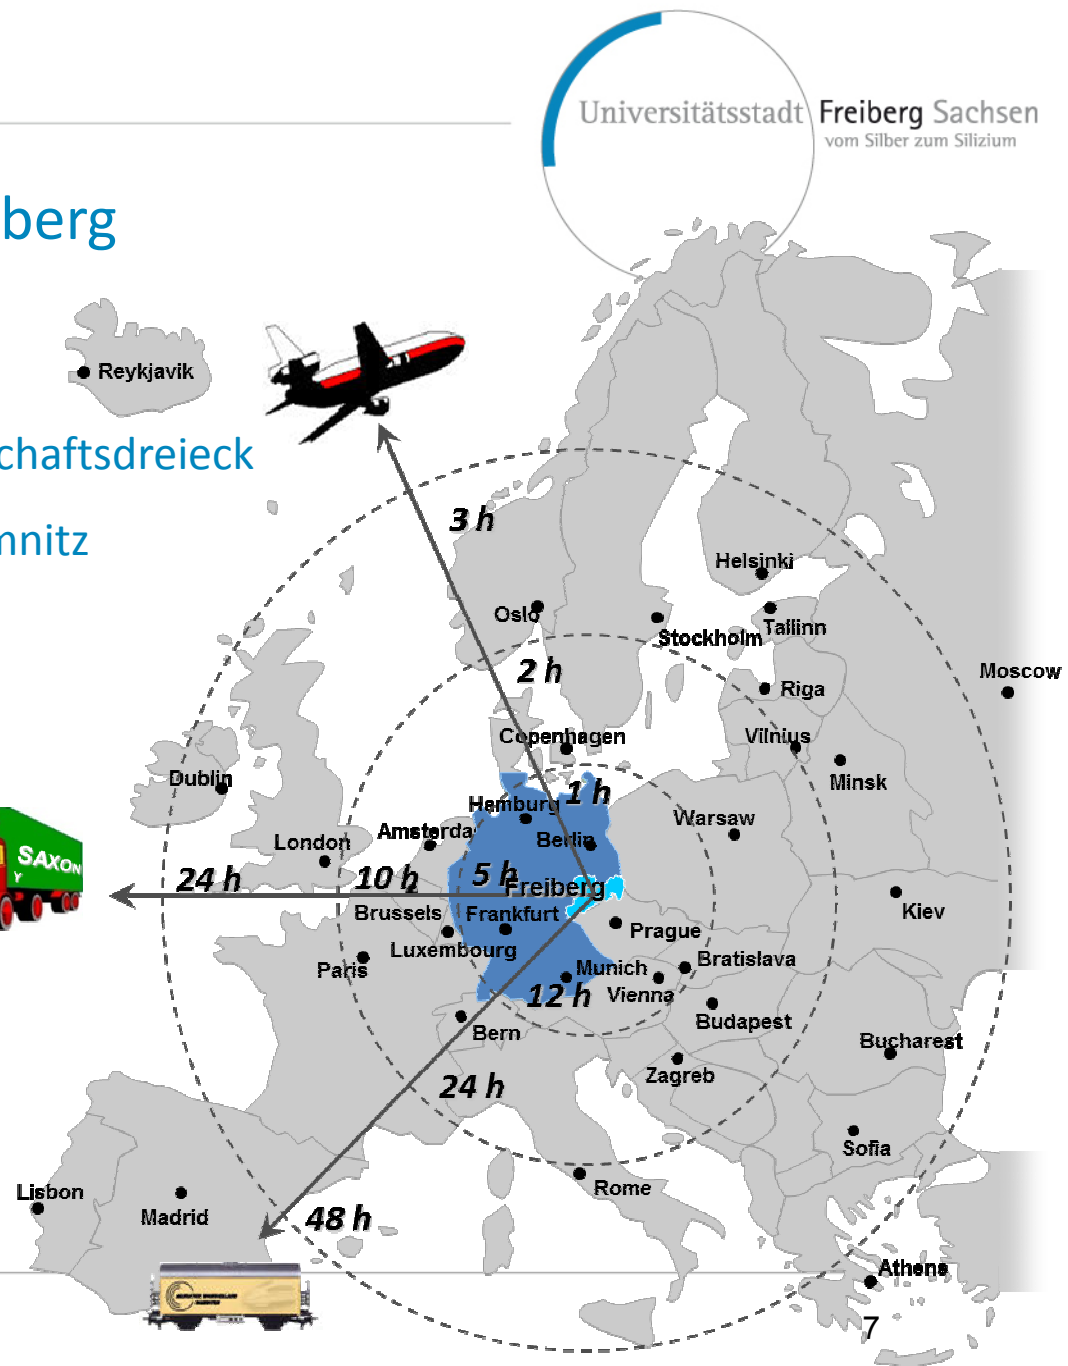 Universitätsstadt Freiberg Sachsen
vom Silber zum Silizium
berg
Reykjavik
chaftsdreieck
3 h
mnitz
Helsinki
Oslo
Tallinn
Stockholm
2 h
Moscow
Riga
Copenhagen
Vilnius
Dublin
Minsk
1 h
Hamburg
Warsaw
Amsterda
London
Berlin
SAXON
Y
24 h
10 h
5 h
Freiberg
Brussels
Frankfurt
Kiev
Prague
Luxembourg
Paris
Munich
Bratislava
12 h
Vienna
Bern
Budapest
Bucharest
Zagreb
24 h
Sofia
Lisbon
Rome
Madrid
48 h
Athens
7